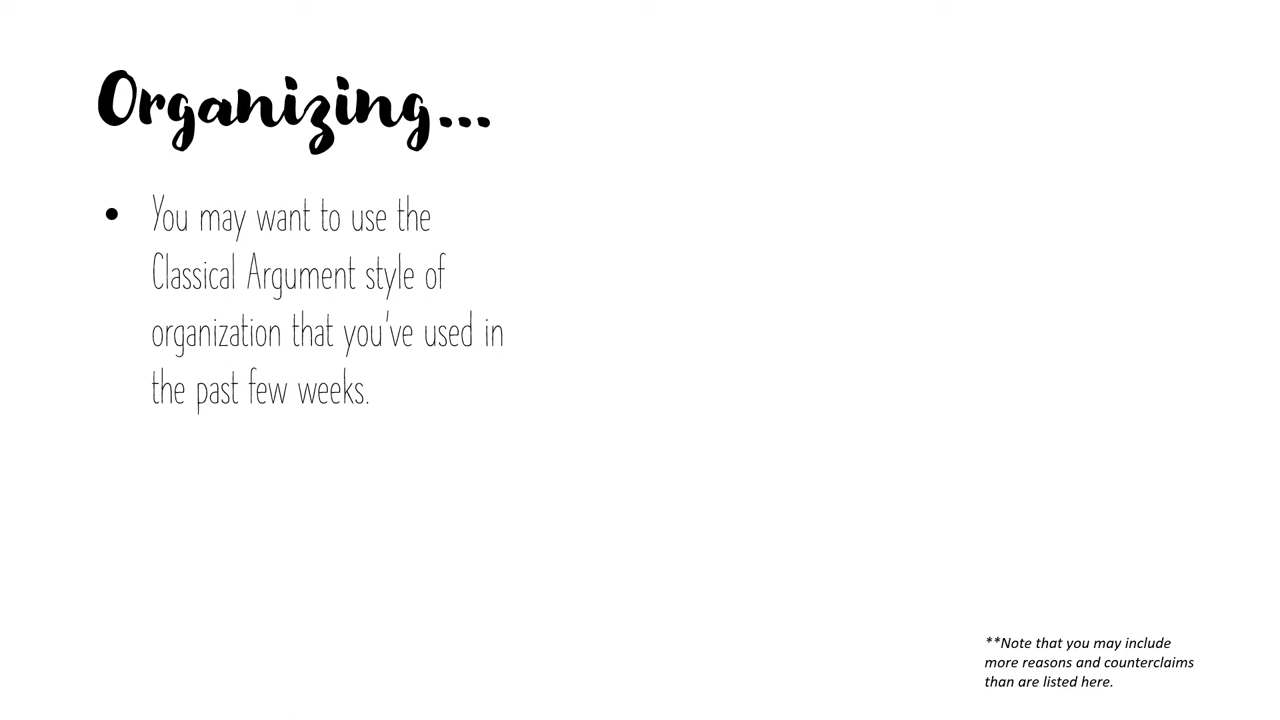 Organizing...
• You may want to use the
Classical Argument style of
organization that you've used in
the past few weeks.
**Note that you may include
more reasons and counterclaims
than are listed here.